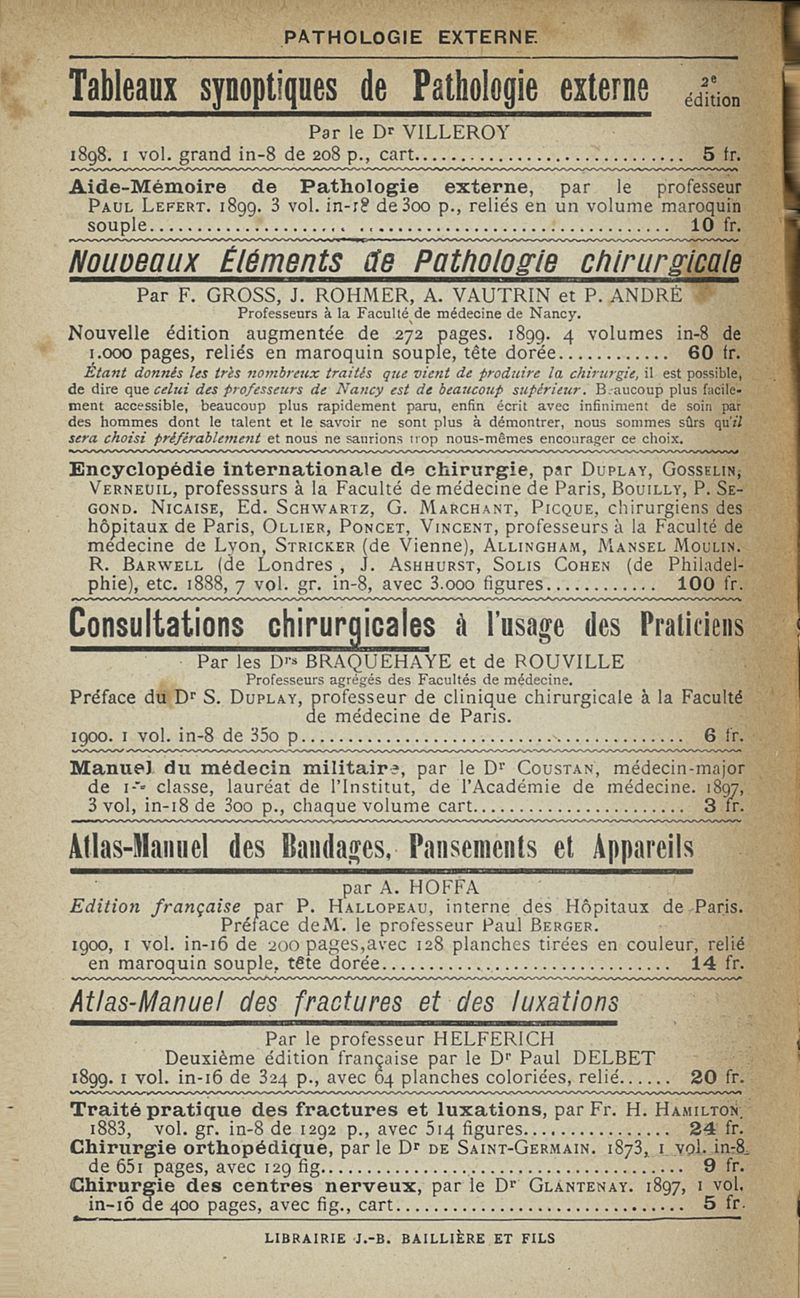 PATHOLOGIE EXTERNE
Tableaux synoptiques de Pathologie externe 2e édition
Par le Dr VILLEROY
1898. 1 vol. grand in-8 de 208 p., cart........................... 5 fr.
Aide-Mémoire de Pathologie externe, par le professeur
PAUL LEFERT. 1899. 3 vol. in-18 de 300 p., reliés en un volume maroquin
souple........................................................ 10 fr.
Nouveaux Éléments de Pathologie chirurgicale
Par F. GROSS, J. ROHMER, A. VAUTRIN et P. ANDRÉ
Professeurs à la Faculté de médecine de Nancy.
Nouvelle édition augmentée de 272 pages. 1899. 4 volumes in-8 de
1.000 pages, reliés en maroquin souple, tête dorée............ 60 fr.
Étant donnés les très nombreux traités que vient de produire la chirurgie, il est possible,
de dire que celui des professeurs de Nancy est de beaucoup supérieur. Beaucoup plus facile-
ment accessible, beaucoup plus rapidement paru, enfin écrit avec infiniment de soin par
des hommes dont le talent et le savoir ne sont plus à démontrer, nous sommes sûrs qu'il
sera choisi préférablement et nous ne saurions trop nous-mêmes encourager ce choix.
Encyclopédie internationale de chirurgie, par DUPLAY, GOSSELIN,
VERNEUIL, professsurs à la Faculté de médecine de Paris, BOUILLY, P. SE-
GOND. NICAISE, ED. SCHWARTZ, G. MARCHANT, PICQUE, chirurgiens des
hôpitaux de Paris, OLLIER, PONCET, VINCENT, professeurs à la Faculté de
médecine de Lyon, STRICKER (de Vienne), ALLINGHAM, MANSEL MOULIN.
R. BARWELL (de Londres , J. ASHHURST, SOLIS COHEN (de Philadel-
phie), etc. 1888, 7 vol. gr. in-8, avec 3.000 figures............ 100 fr.
Consultations chirurgicales à l'usage des Praticiens
Par les Drs BRAQUEHAYE et de ROUVILLE
Professeurs agrégés des Facultés de médecine.
Préface du Dr S. DUPLAY, professeur de clinique chirurgicale à la Faculté
de médecine de Paris.
1900. 1 vol. in-8 de 350 p....................................... 6 fr.
Manuel du médecin militaire, par le Dr COUSTAN, médecin-major
de 1re classe, lauréat de l'Institut, de l'Académie de médecine. 1897,
3 vol, in-18 de 300 p., chaque volume cart...................... 3 fr.
Atlas-Manuel des Bandages, Pansements et Appareils
par A. HOFFA
Edition française par P. HALLOPEAU, interne des Hôpitaux de Paris.
Préface de M. le professeur Paul BERGER.
1900, 1 vol. in-16 de 200 pages, avec 128 planches tirées en couleur, relié
en maroquin souple, tête dorée............................... 14 fr.
Atlas-Manuel des fractures et des luxations
Par le professeur HELFERICH
Deuxième édition française par le Dr Paul DELBET
1899. 1 vol. in-16 de 324 p., avec 64 planches coloriées, relié...... 20 fr.
Traité pratique des fractures et luxations, par Fr. H. HAMILTON.
1883, vol. gr. in-8 de 1292 p., avec 514 figures................. 24 fr.
Chirurgie orthopédique, par le Dr DE SAINT-GERMAIN. 1873, 1 vol. in-8.
de 651 pages, avec 129 fig...................................... 9 fr.
Chirurgie des centres nerveux, par le Dr GLANTENAY. 1897, 1 vol.
in-16 de 400 pages, avec fig., cart.............................. 5 fr.
LIBRAIRIE J.-B. BAILLIÈRE ET FILS